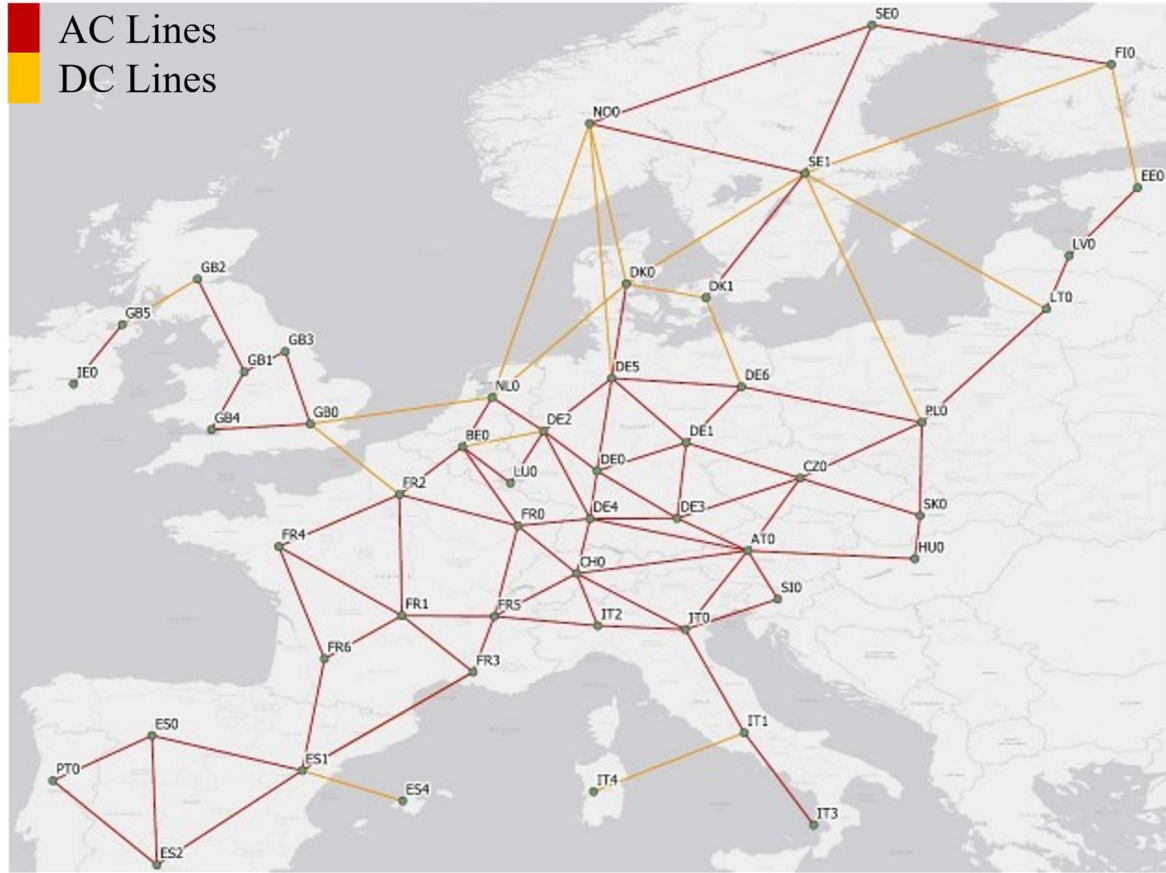 AC Lines
DC Lines
SE0
FI0
NO0
SE1
EE0
LV0
GB2
DK0
DK1
LT0
GB5
GB3
GB1
IE0
DE5
DE6
NL0
GB4
GB0
DE2
PL0
BE0
DE1
LU0
DE0
CZ0
FR2
FR0
DE4
DE3
SK0
FR4
AT0
HU0
CH0
SI0
FR1
FR5
IT2
IT0
FR6
FR3
ES0
IT1
ES1
PT0
IT4
ES4
IT3
ES2